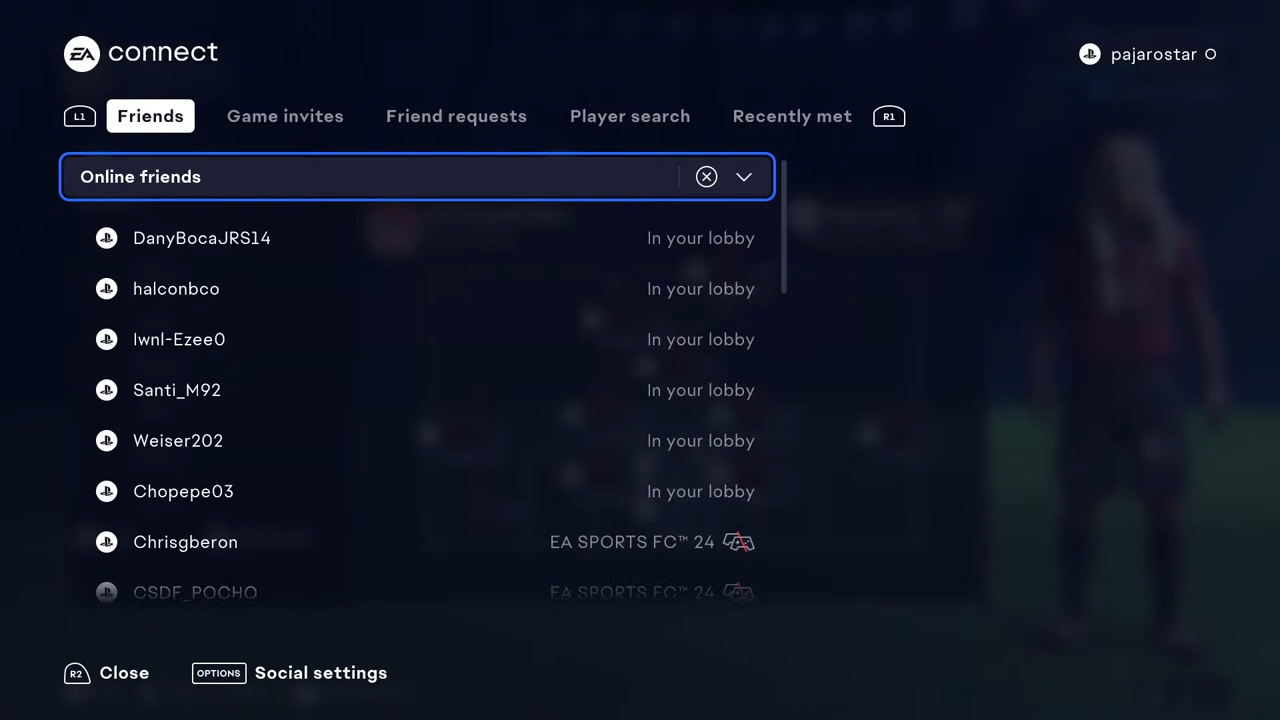 EA connect
pajarostar
L1 Friends Game invites Friend requests Player search Recently met R1
Online friends
DanyBocaJRS14 In your lobby
halconbco In your lobby
Iwnl-Ezee0 In your lobby
Santi_M92 In your lobby
Weiser202 In your lobby
Chopepe03 In your lobby
Chrisgberon EA SPORTS FC™ 24
CSDF_POCHO EA SPORTS FC™ 24
R2 Close OPTIONS Social settings